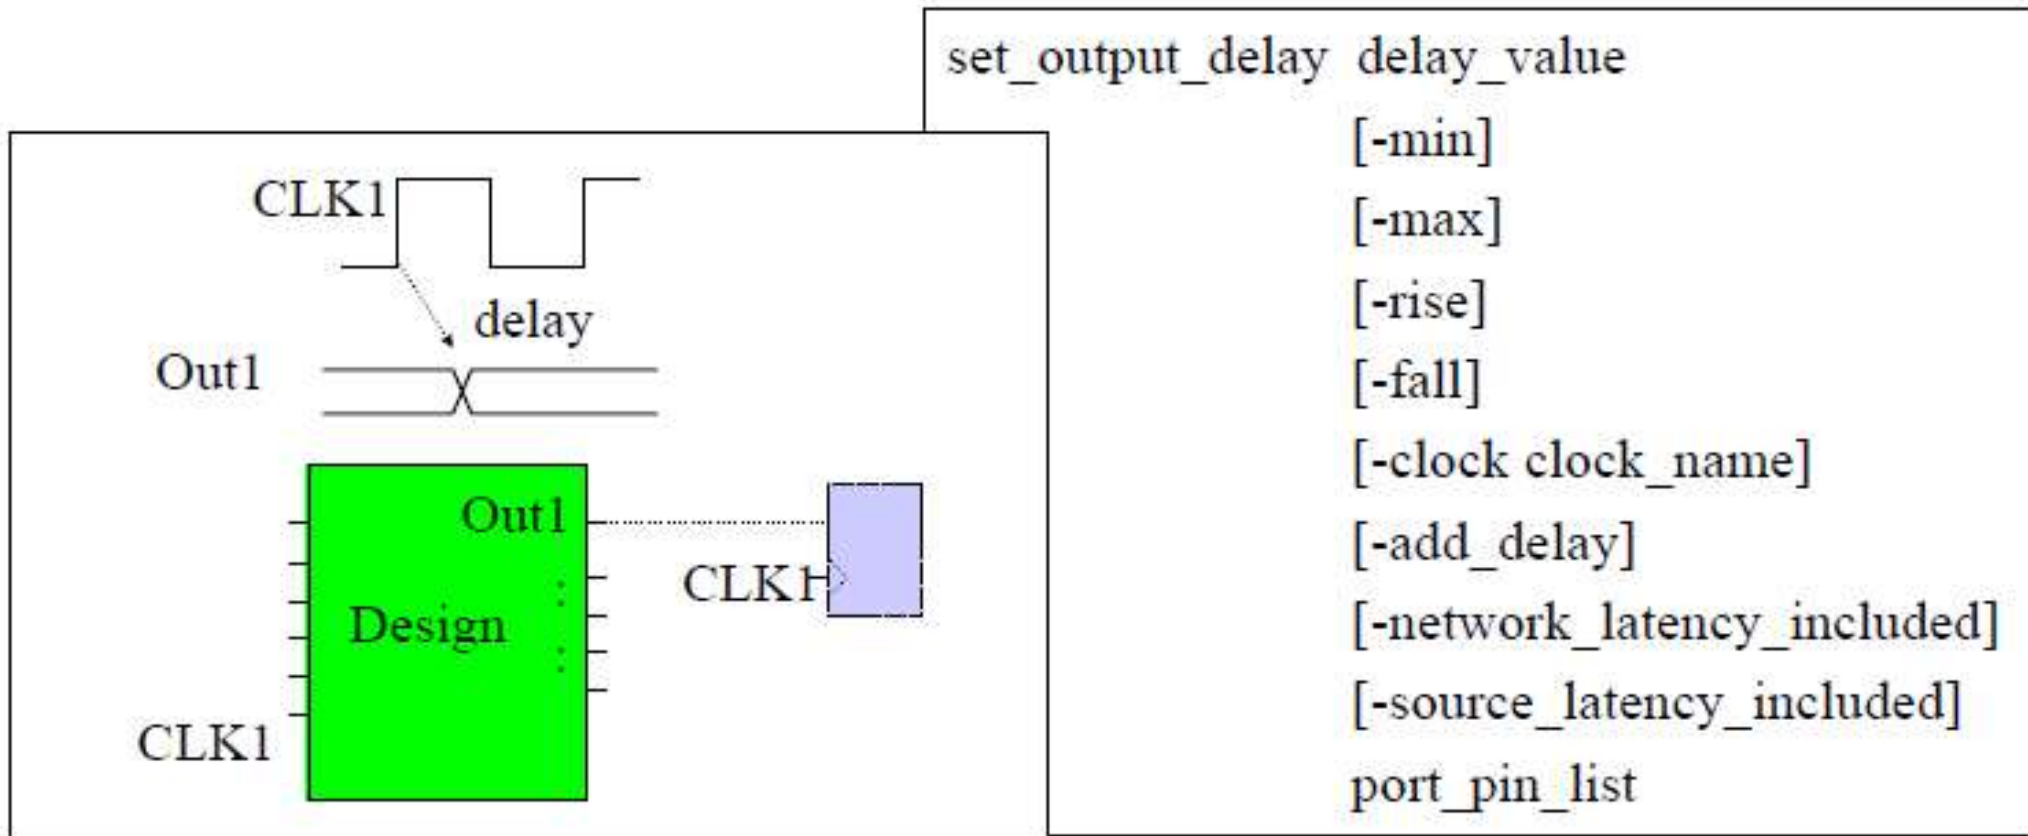 set_output_delay delay_value
[-min]
[-max]
[-rise]
[-fall]
[-clock clock_name]
[-add_delay]
[-network_latency_included]
[-source_latency_included]
port_pin_list
CLK1
delay
Out1
Out1
CLK1
Design
CLK1